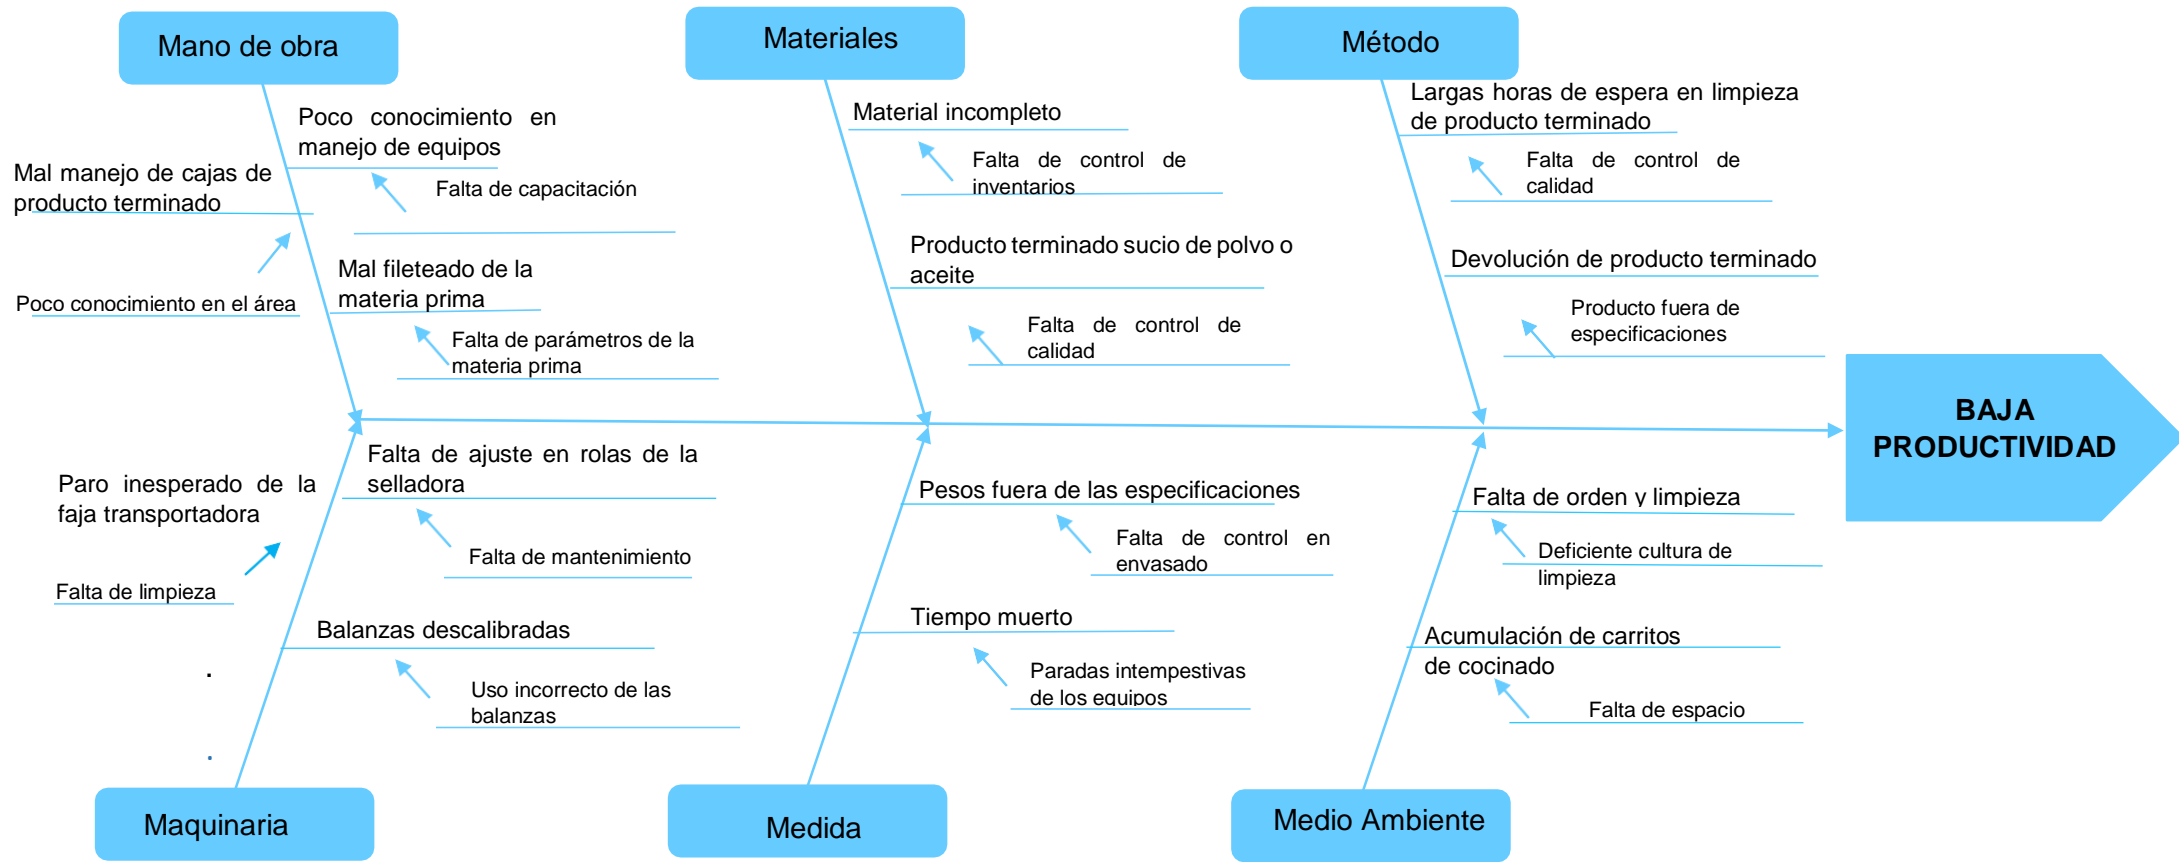 Mano de obra
Materiales
Método
Poco conocimiento en
manejo de equipos
Mal manejo de cajas de
producto terminado
Falta de capacitación
Poco conocimiento en el área
Mal fileteado de la
materia prima
Falta de parámetros de la
materia prima
Material incompleto
Falta de control de
inventarios
Producto terminado sucio de polvo o
aceite
Falta de control de
calidad
Largas horas de espera en limpieza
de producto terminado
Falta de control de
calidad
Devolución de producto terminado
Producto fuera de
especificaciones
BAJA
PRODUCTIVIDAD
Falta de ajuste en rolas de la
selladora
Paro inesperado de la
faja transportadora
Falta de mantenimiento
Falta de limpieza
Balanzas descalibradas
Uso incorrecto de las
balanzas
.
.
Pesos fuera de las especificaciones
Falta de control en
envasado
Tiempo muerto
Paradas intempestivas
de los equipos
Falta de orden y limpieza
Deficiente cultura de
limpieza
Acumulación de carritos
de cocinado
Falta de espacio
Maquinaria
Medida
Medio Ambiente